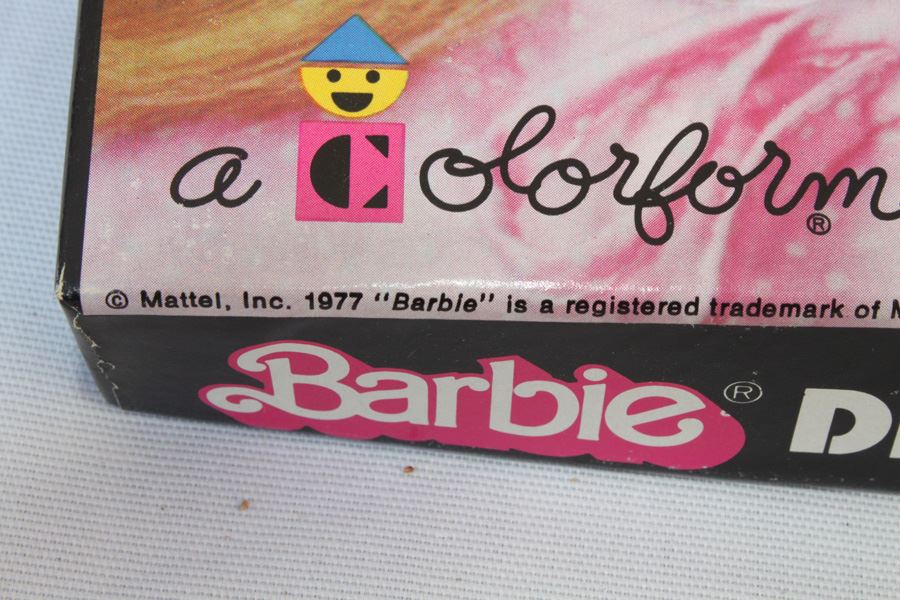 a Colorform
®
© Mattel, Inc. 1977 "Barbie" is a registered trademark of
Barbie ®